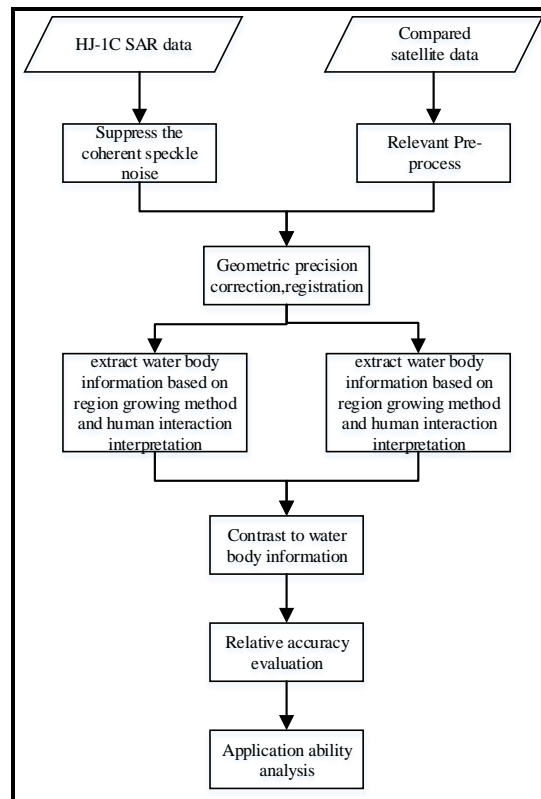 HJ-1C SAR data
Compared
satellite data
Suppress the
coherent speckle
noise
Relevant Pre-
process
Geometric precision
correction,registration
extract water body
information based on
region growing method
and human interaction
interpretation
extract water body
information based on
region growing method
and human interaction
interpretation
Contrast to water
body information
Relative accuracy
evaluation
Application ability
analysis